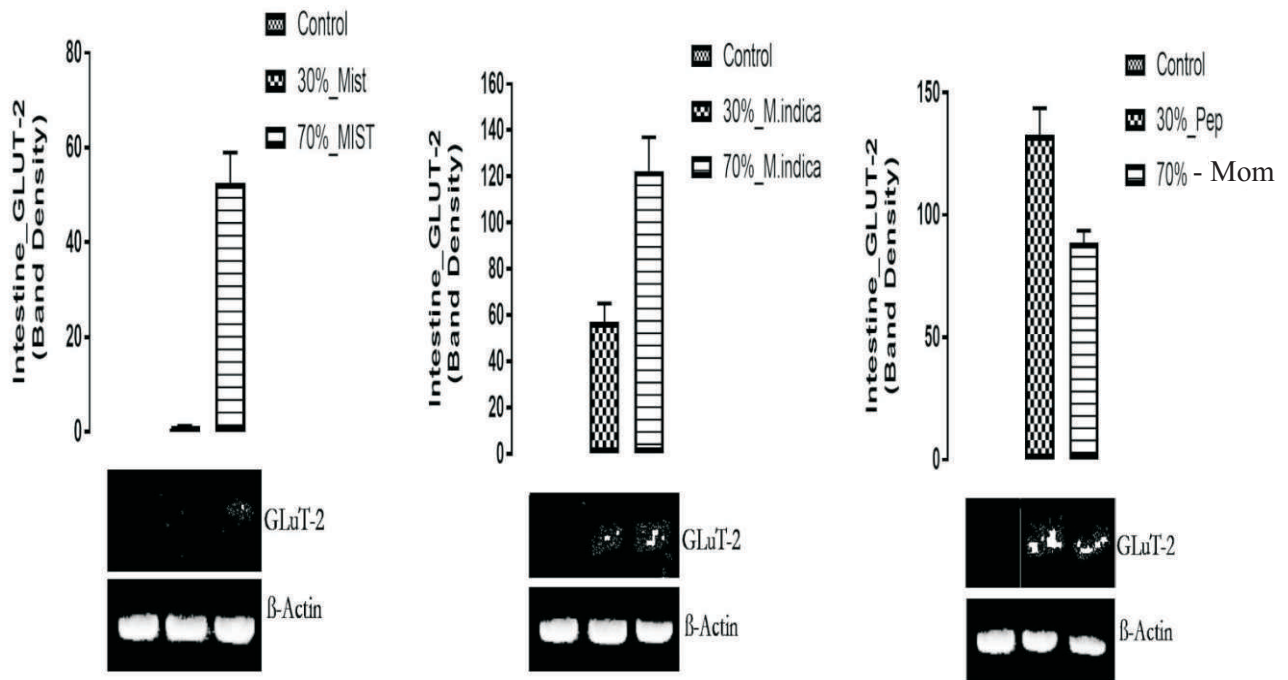 Intestine_GLUT-2
(Band Density)
80
60
40
20
0
Control
30%_Mist
70%_MIST
GLuT-2
ß-Actin
Intestine_GLUT-2
(Band Density)
160
140
120
100
80
60
40
20
0
Control
30%_M.indica
70%_M.indica
GLuT-2
ß-Actin
Intestine_GLUT-2
(Band Density)
150
100
50
0
Control
30%_Pep
70% - Mom
GLuT-2
ß-Actin